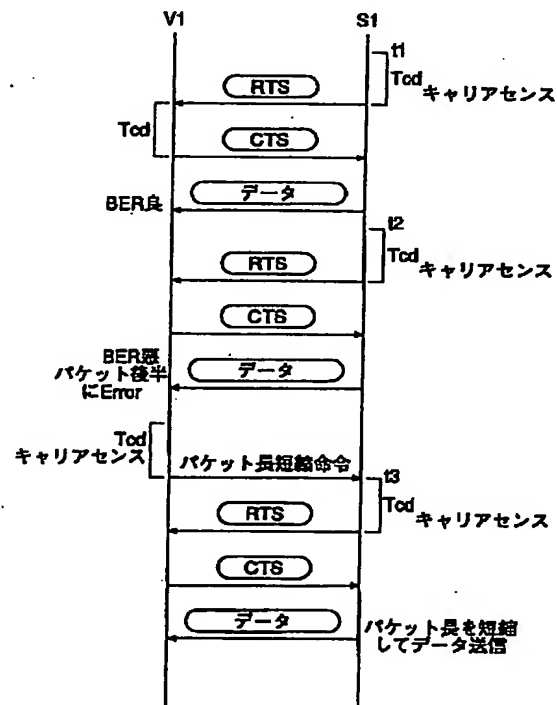 V1
S1
t1
Tcd
キャリアセンス
RTS
Tcd
CTS
データ
BER良
t2
Tcd
キャリアセンス
RTS
CTS
BER悪
パケット後半
にError
データ
Tcd
キャリアセンス
パケット長短縮命令
t3
Tcd
キャリアセンス
RTS
CTS
データ
パケット長を短縮
してデータ送信